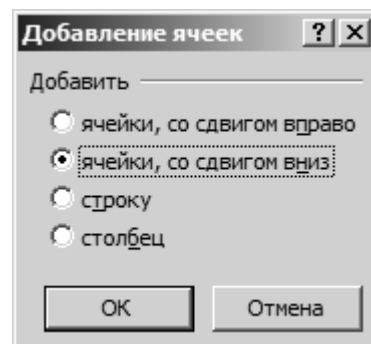 Добавление ячеек ? ×
Добавить
ячейки, со сдвигом вправо
ячейки, со сдвигом вниз
строку
столбец
ОК Отмена